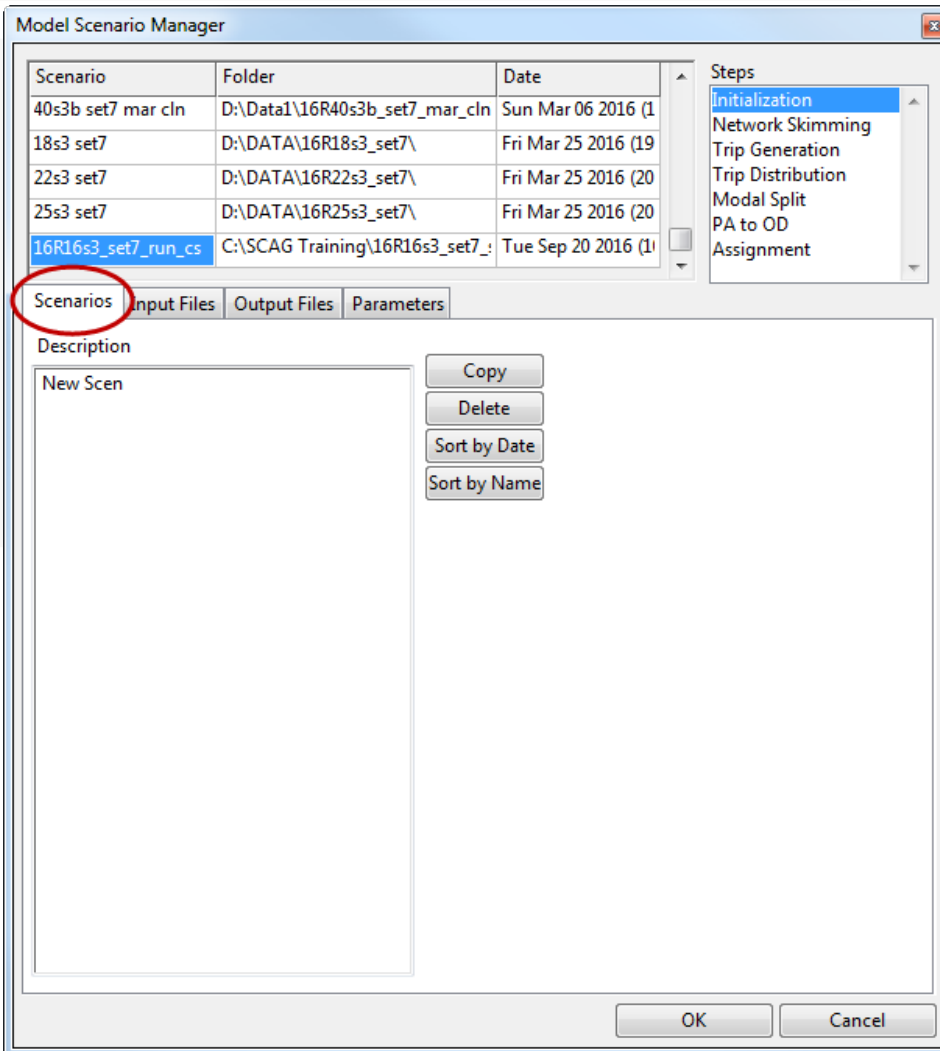 Model Scenario Manager
Scenario Folder Date
40s3b set7 mar cln D:\Data1\16R40s3b_set7_mar_cln Sun Mar 06 2016 (1
18s3 set7 D:\DATA\16R18s3_set7\ Fri Mar 25 2016 (19
22s3 set7 D:\DATA\16R22s3_set7\ Fri Mar 25 2016 (20
25s3 set7 D:\DATA\16R25s3_set7\ Fri Mar 25 2016 (20
16R16s3_set7_run_cs C:\SCAG Training\16R16s3_set7_ Tue Sep 20 2016 (1
Steps
Initialization
Network Skimming
Trip Generation
Trip Distribution
Modal Split
PA to OD
Assignment
Scenarios Input Files Output Files Parameters
Description
New Scen
Copy
Delete
Sort by Date
Sort by Name
OK Cancel